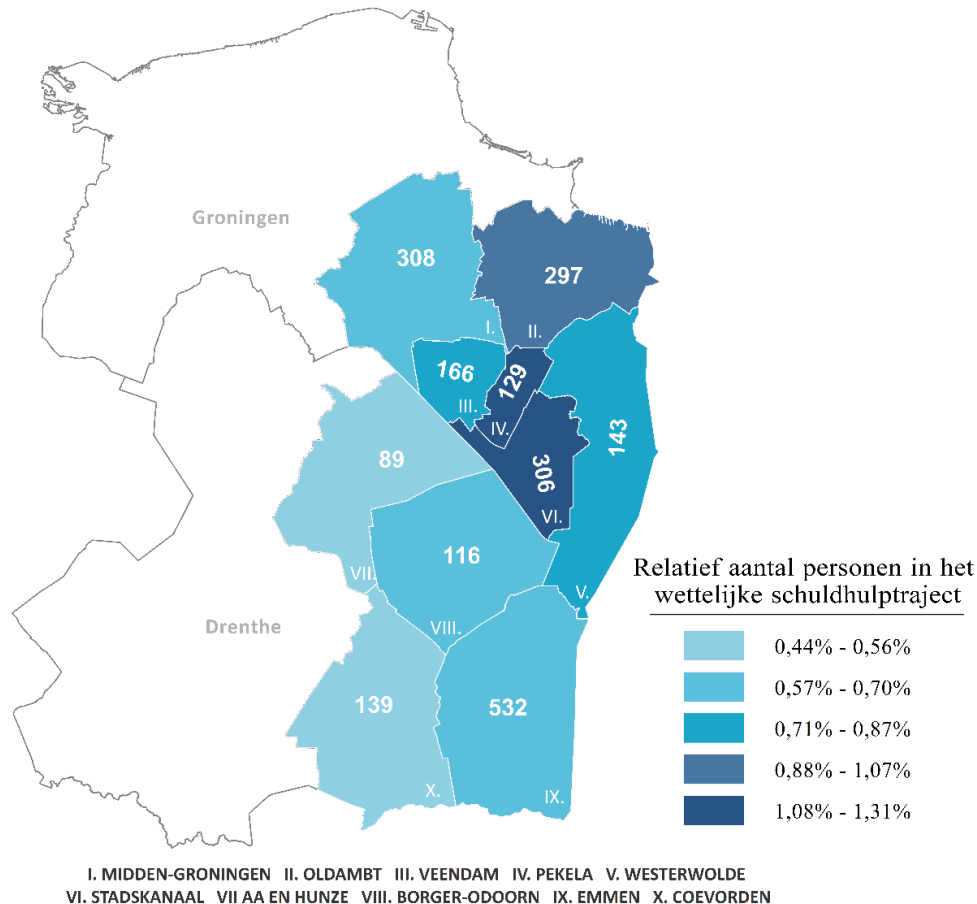 Groningen
308
297
I.
II.
166
129
III.
IV.
143
89
306
VI.
116
VII.
V.
Drenthe
VIII.
139
532
X.
IX.
Relatief aantal personen in het
wettelijke schuldhulptraject
0,44% - 0,56%
0,57% - 0,70%
0,71% - 0,87%
0,88% - 1,07%
1,08% - 1,31%
I. MIDDEN-GRONINGEN II. OLDAMBT III. VEENDAM IV. PEKELA V. WESTERWOLDE
VI. STADSKANAAL VII AA EN HUNZE VIII. BORGER-ODOORN IX. EMMEN X. COEVORDEN